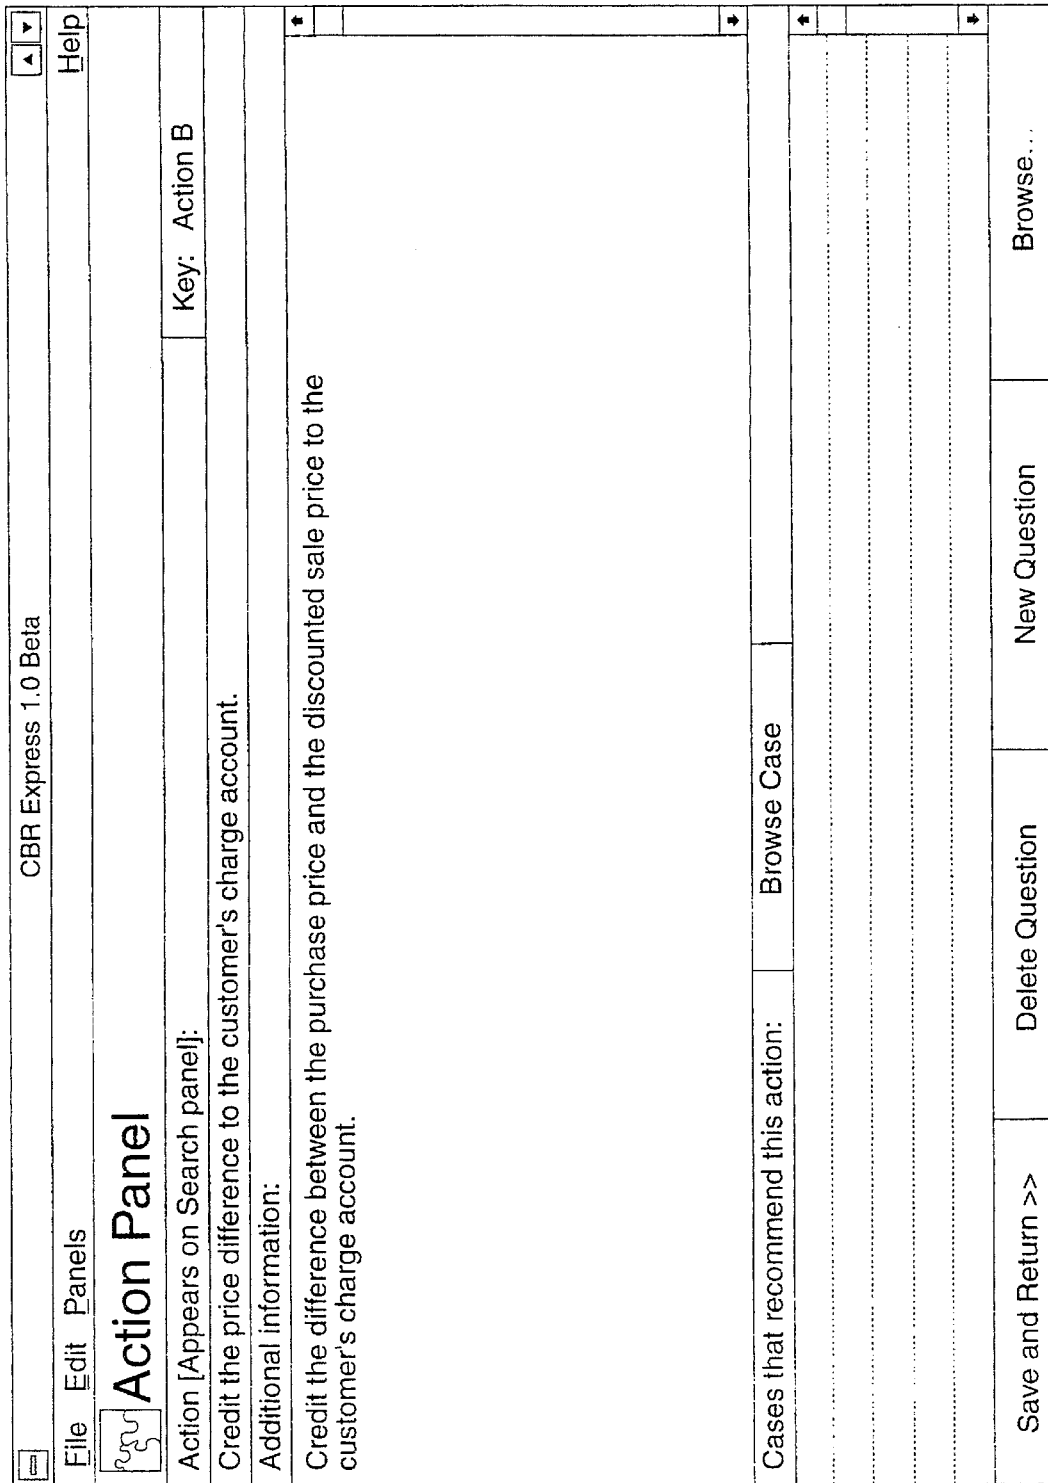 CBR Express 1.0 Beta
File Edit Panels Help
Action Panel
Action [Appears on Search panel]: Key: Action B
Credit the price difference to the customer's charge account.
Additional information:
Credit the difference between the purchase price and the discounted sale price to the
customer's charge account.
Cases that recommend this action: Browse Case
Save and Return >> Delete Question New Question Browse...